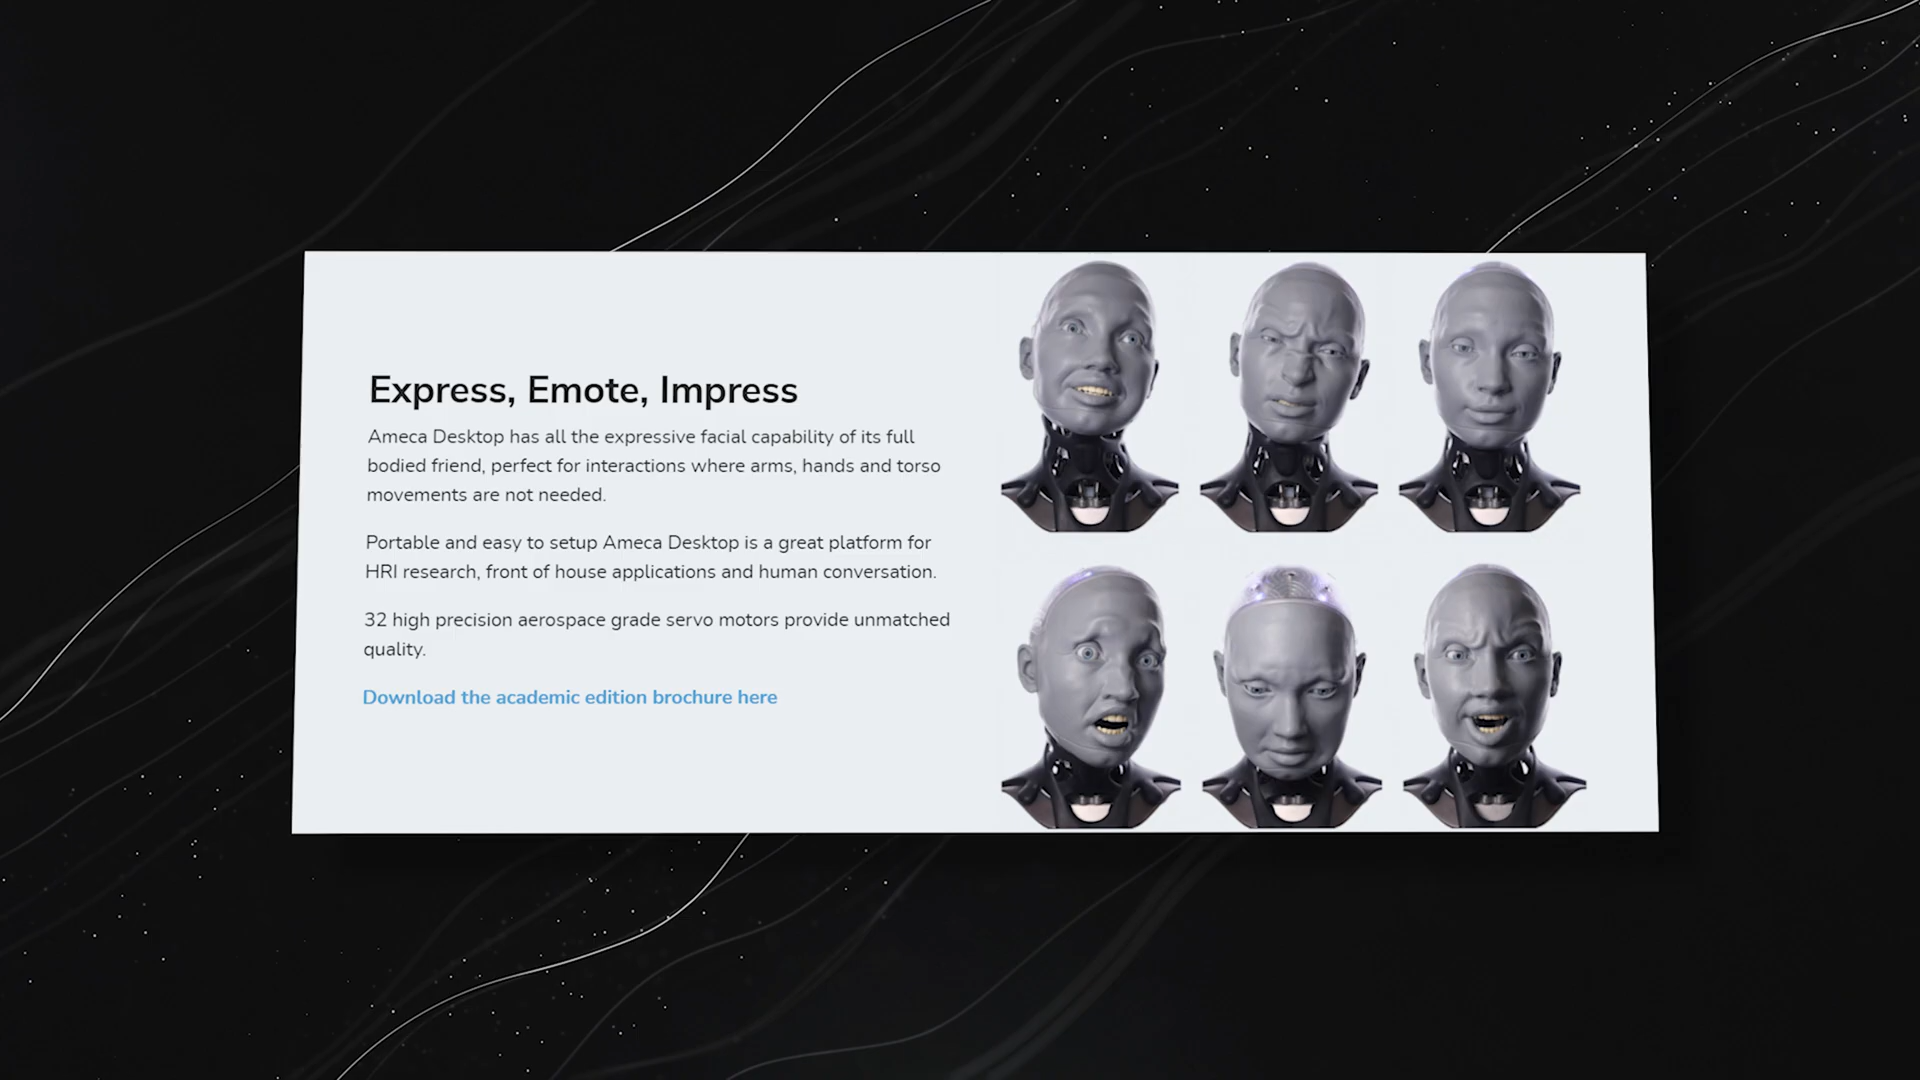 Express, Emote, Impress
Ameca Desktop has all the expressive facial capability of its full
bodied friend, perfect for interactions where arms, hands and torso
movements are not needed.
Portable and easy to setup Ameca Desktop is a great platform for
HRI research, front of house applications and human conversation.
32 high precision aerospace grade servo motors provide unmatched
quality.
Download the academic edition brochure here